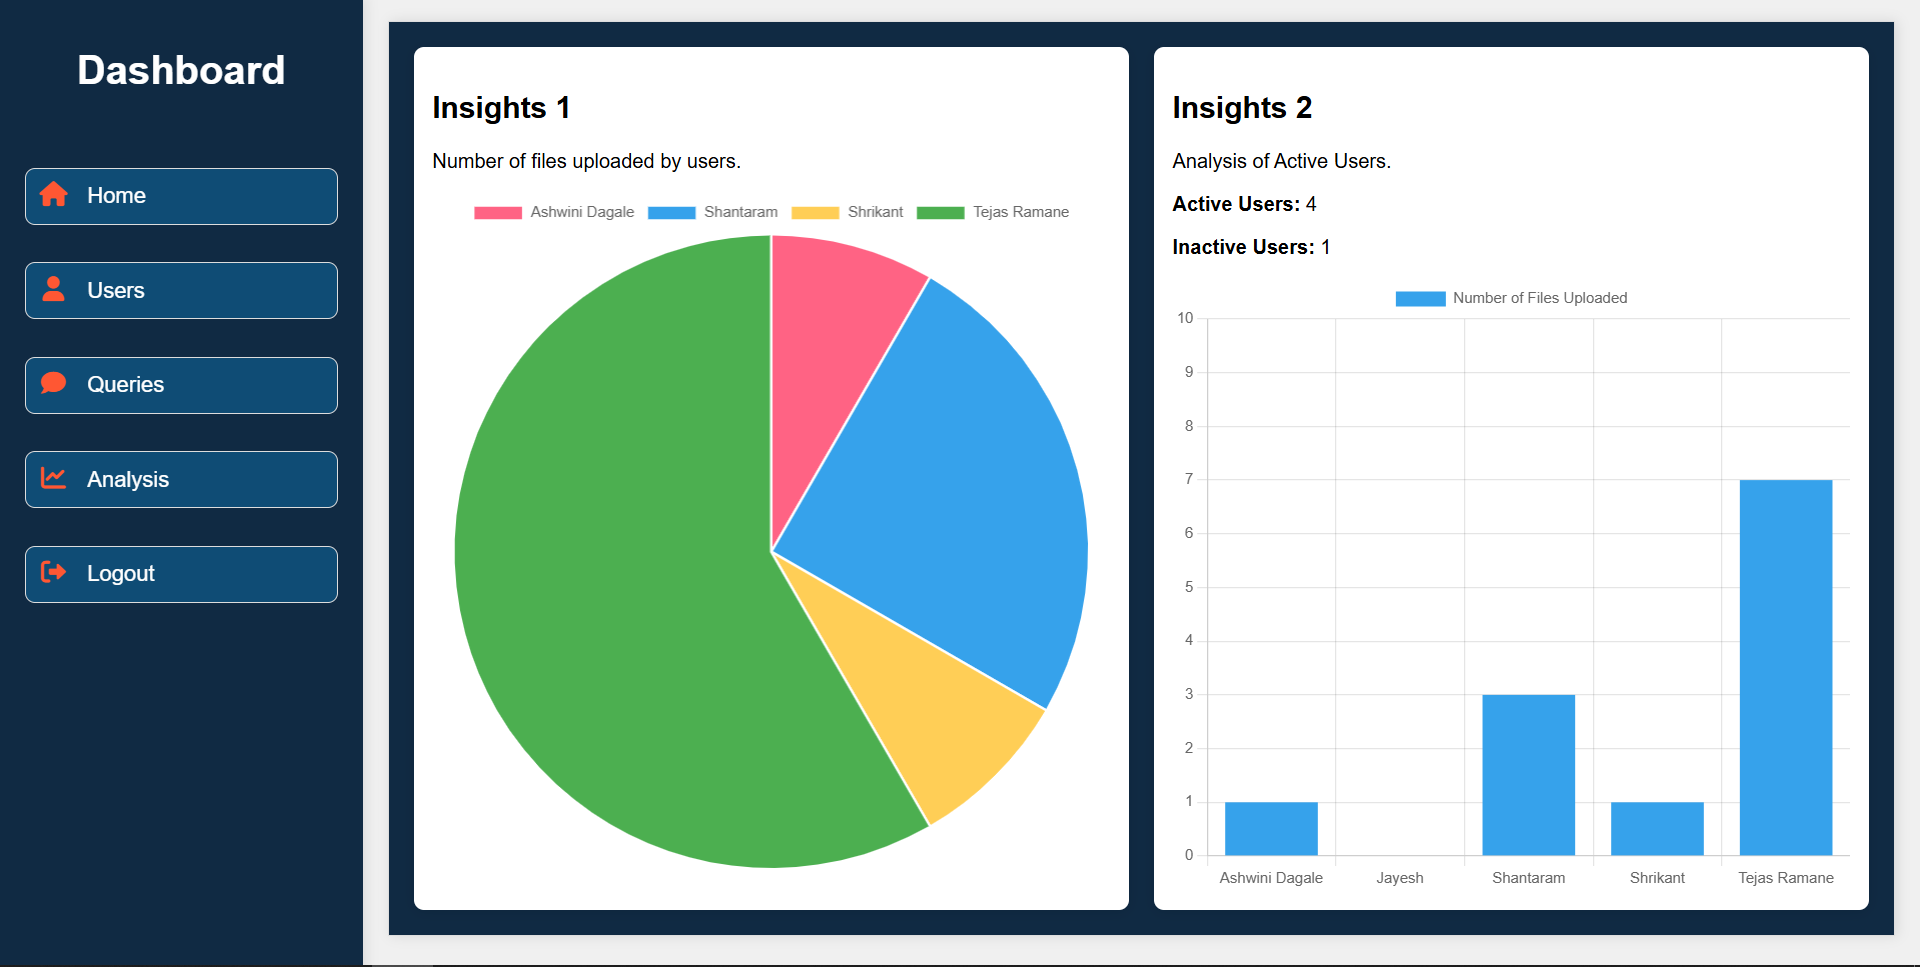 Dashboard
Home
Users
Queries
Analysis
Logout
Insights 1
Number of files uploaded by users.
Ashwini Dagale Shantaram Shrikant Tejas Ramane
Insights 2
Analysis of Active Users.
Active Users: 4
Inactive Users: 1
Number of Files Uploaded
10
9
8
7
6
5
4
3
2
1
0
Ashwini Dagale Jayesh Shantaram Shrikant Tejas Ramane